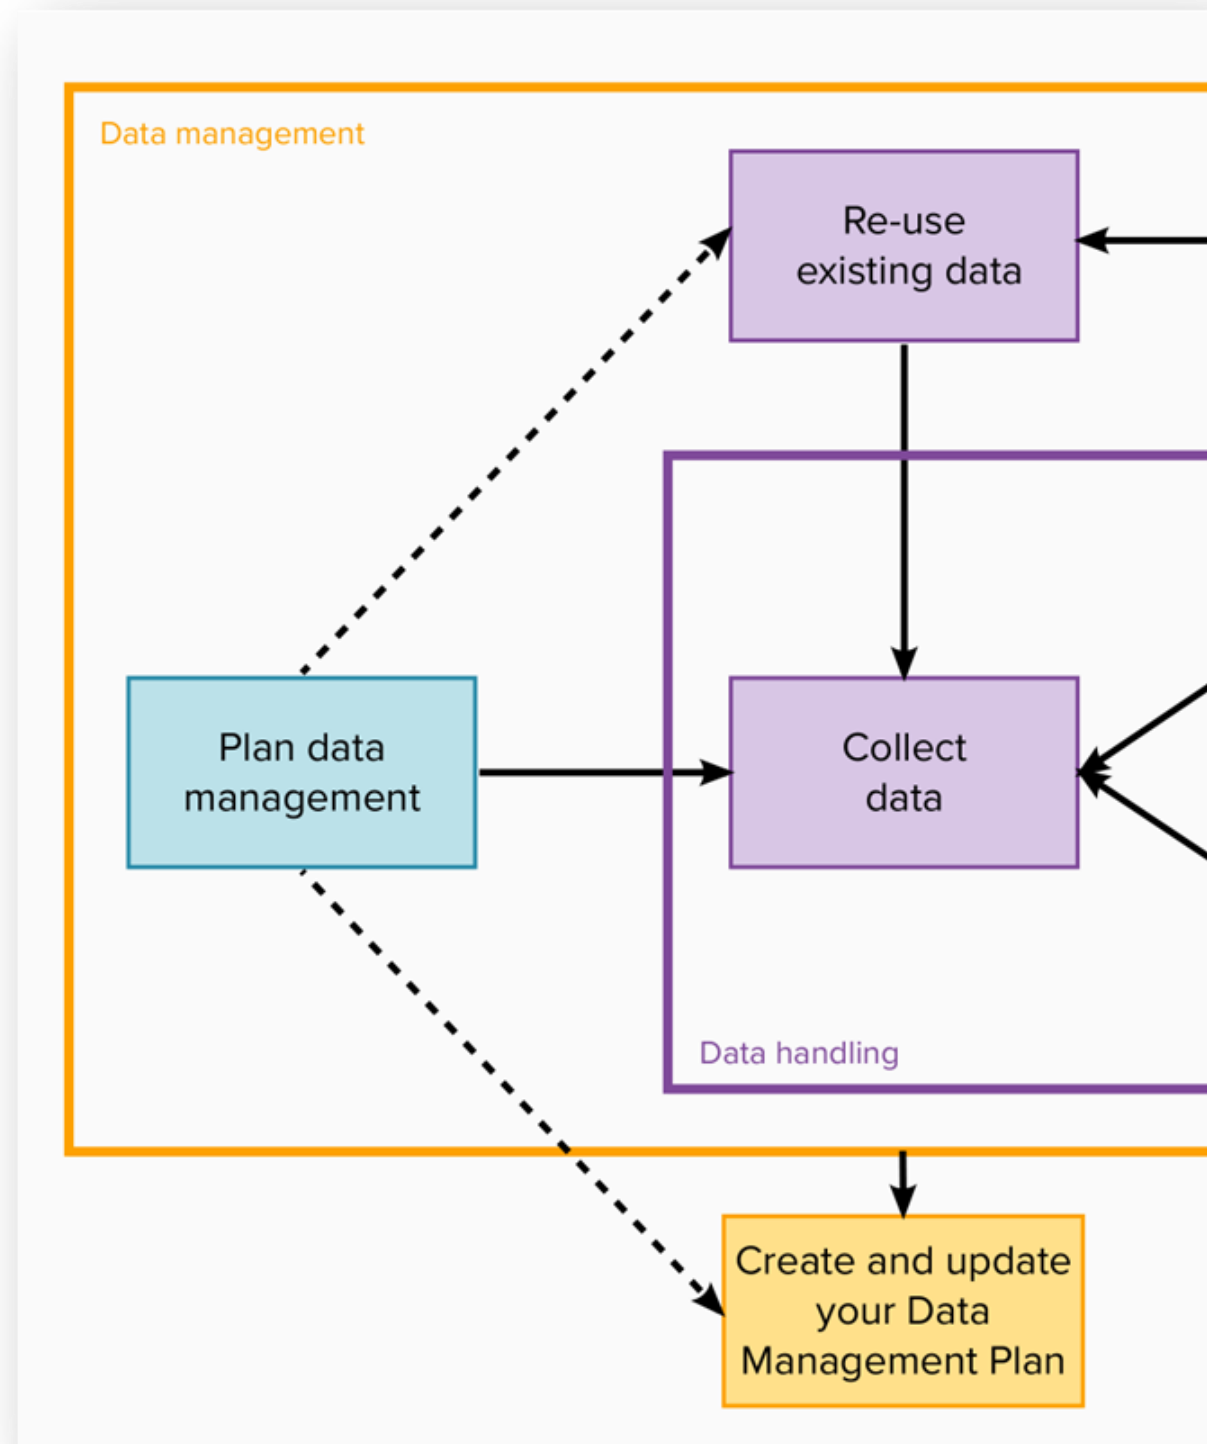 Data management
Re-use
existing data
Plan data
management
Collect
data
Data handling
Create and update
your Data
Management Plan